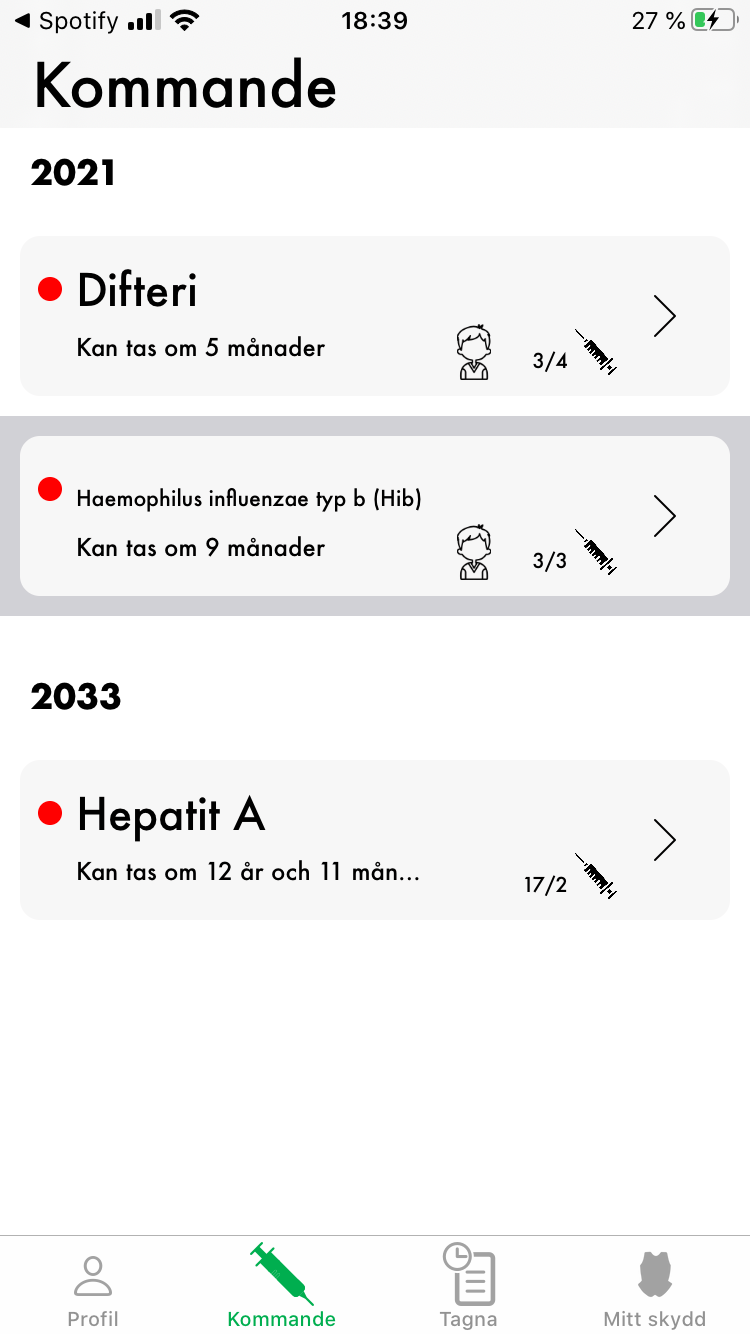 ◀ Spotify 18:39 27 %
Kommande
2021
Difteri
Kan tas om 5 månader
3/4
Haemophilus influenzae typ b (Hib)
Kan tas om 9 månader
3/3
2033
Hepatit A
Kan tas om 12 år och 11 mån...
17/2
Profil Kommande Tagna Mitt skydd